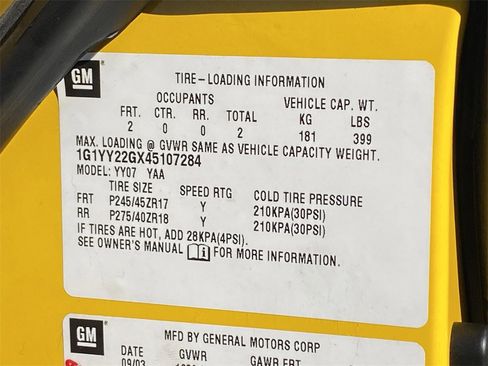 GM
TIRE-LOADING INFORMATION
OCCUPANTS VEHICLE CAP. WT.
FRT. CTR. RR. TOTAL KG LBS
2 0 0 2 181 399
MAX. LOADING @ GVWR SAME AS VEHICLE CAPACITY WEIGHT.
1G1YY22GX45107284
MODEL: YY07 YAA
TIRE SIZE SPEED RTG COLD TIRE PRESSURE
FRT P245/45ZR17 Y 210KPA(30PSI)
RR P275/40ZR18 Y 210KPA(30PSI)
IF TIRES ARE HOT, ADD 28KPA(4PSI).
SEE OWNER'S MANUAL FOR MORE INFORMATION.
GM
MFD BY GENERAL MOTORS CORP
DATE GVWR GAWR FRT
09/03